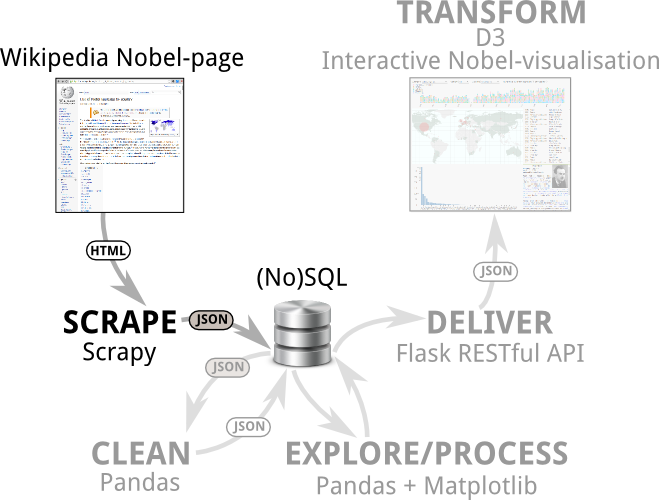 TRANSFORM
D3
Interactive Nobel-visualisation
Wikipedia Nobel-page
HTML
JSON
(No)SQL
SCRAPE
JSON
Scrapy
DELIVER
Flask RESTful API
JSON
JSON
CLEAN
Pandas
EXPLORE/PROCESS
Pandas + Matplotlib